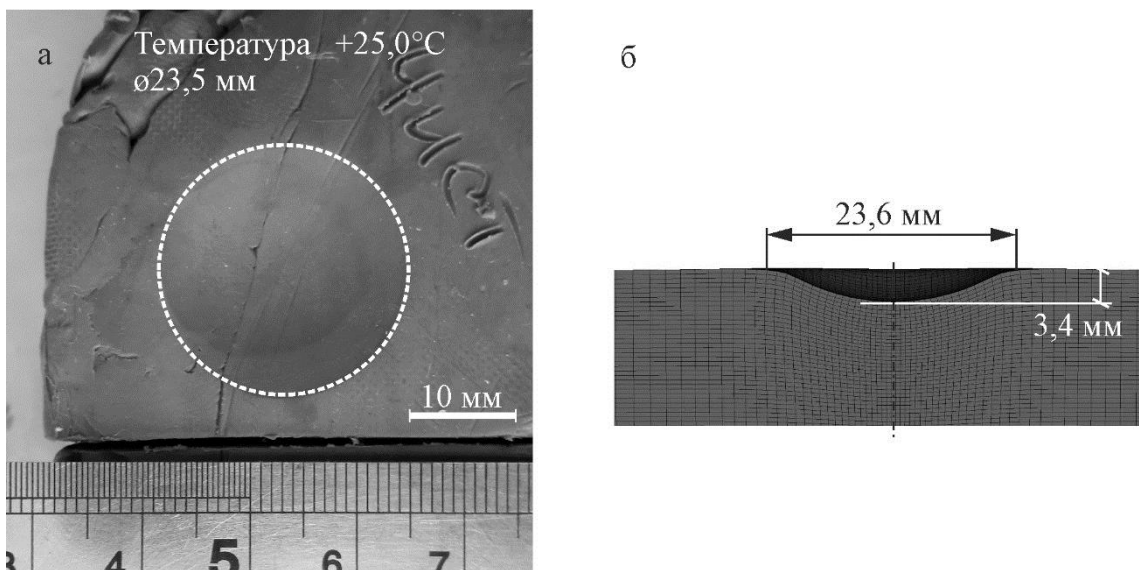 а
Температура +25,0°C
ø23,5 мм
10 мм
3 4 5 6 7
б
23,6 мм
3,4 мм